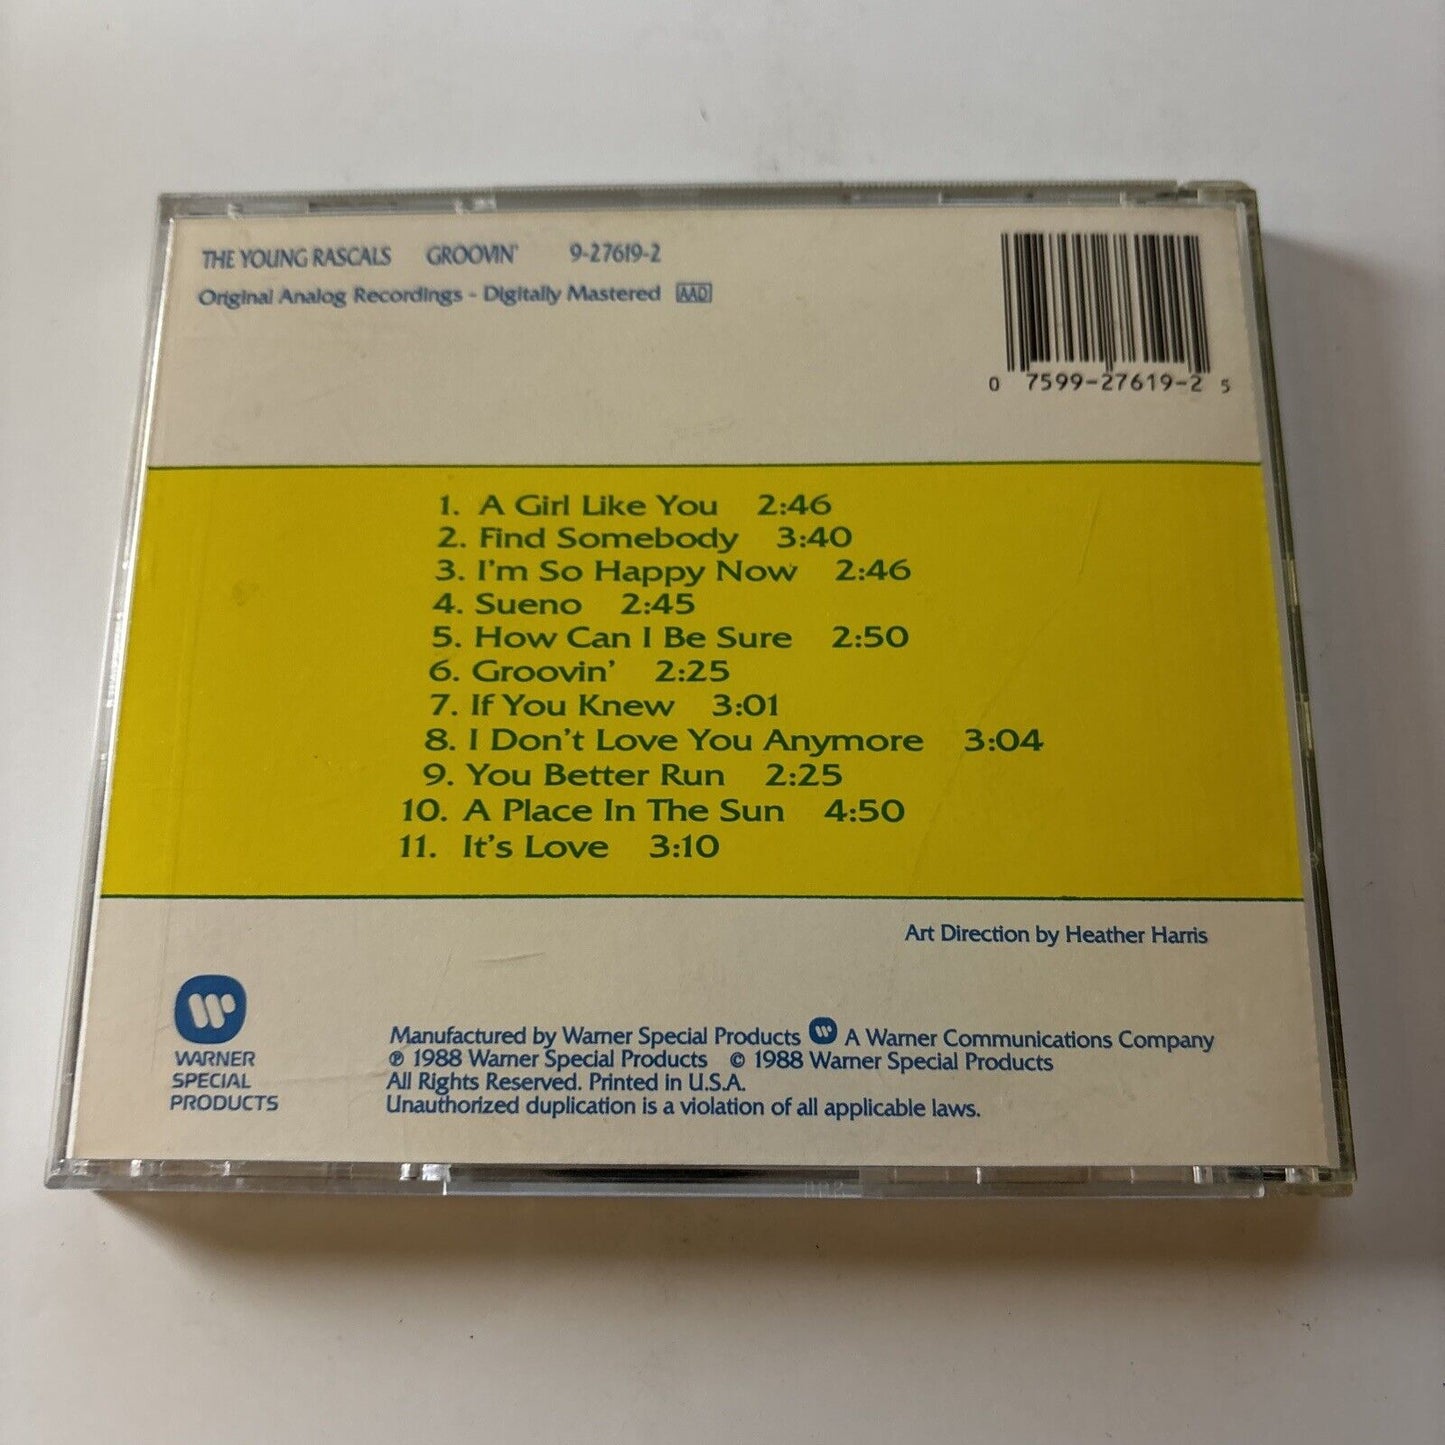 THE YOUNG RASCALS GROOVIN' 9-27619-2
Original Analog Recordings - Digitally Mastered AAD
0 7599-27619-2 5
1. A Girl Like You 2:46
2. Find Somebody 3:40
3. I'm So Happy Now 2:46
4. Sueno 2:45
5. How Can I Be Sure 2:50
6. Groovin' 2:25
7. If You Knew 3:01
8. I Don't Love You Anymore 3:04
9. You Better Run 2:25
10. A Place In The Sun 4:50
11. It's Love 3:10
Art Direction by Heather Harris
WARNER
SPECIAL
PRODUCTS
Manufactured by Warner Special Products A Warner Communications Company
℗ 1988 Warner Special Products © 1988 Warner Special Products
All Rights Reserved. Printed in U.S.A.
Unauthorized duplication is a violation of all applicable laws.